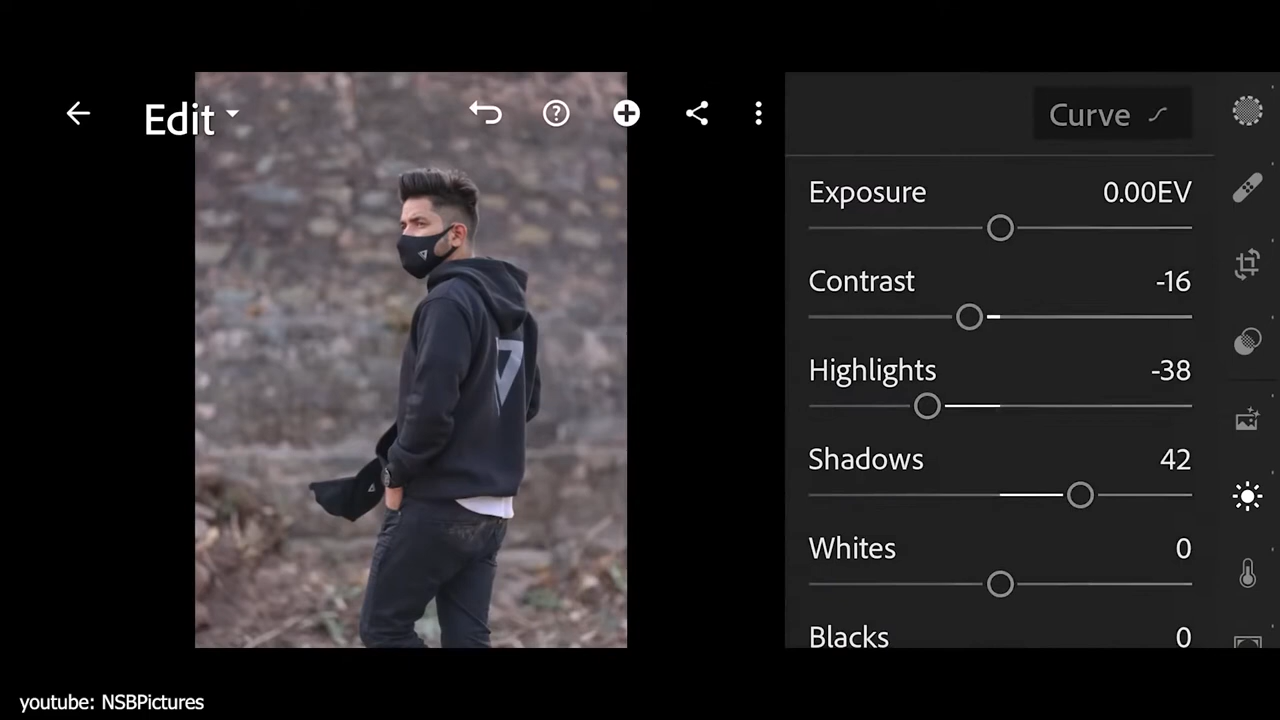 Edit
Curve
Exposure 0.00EV
Contrast -16
Highlights -38
Shadows 42
Whites 0
Blacks 0
youtube: NSBPictures